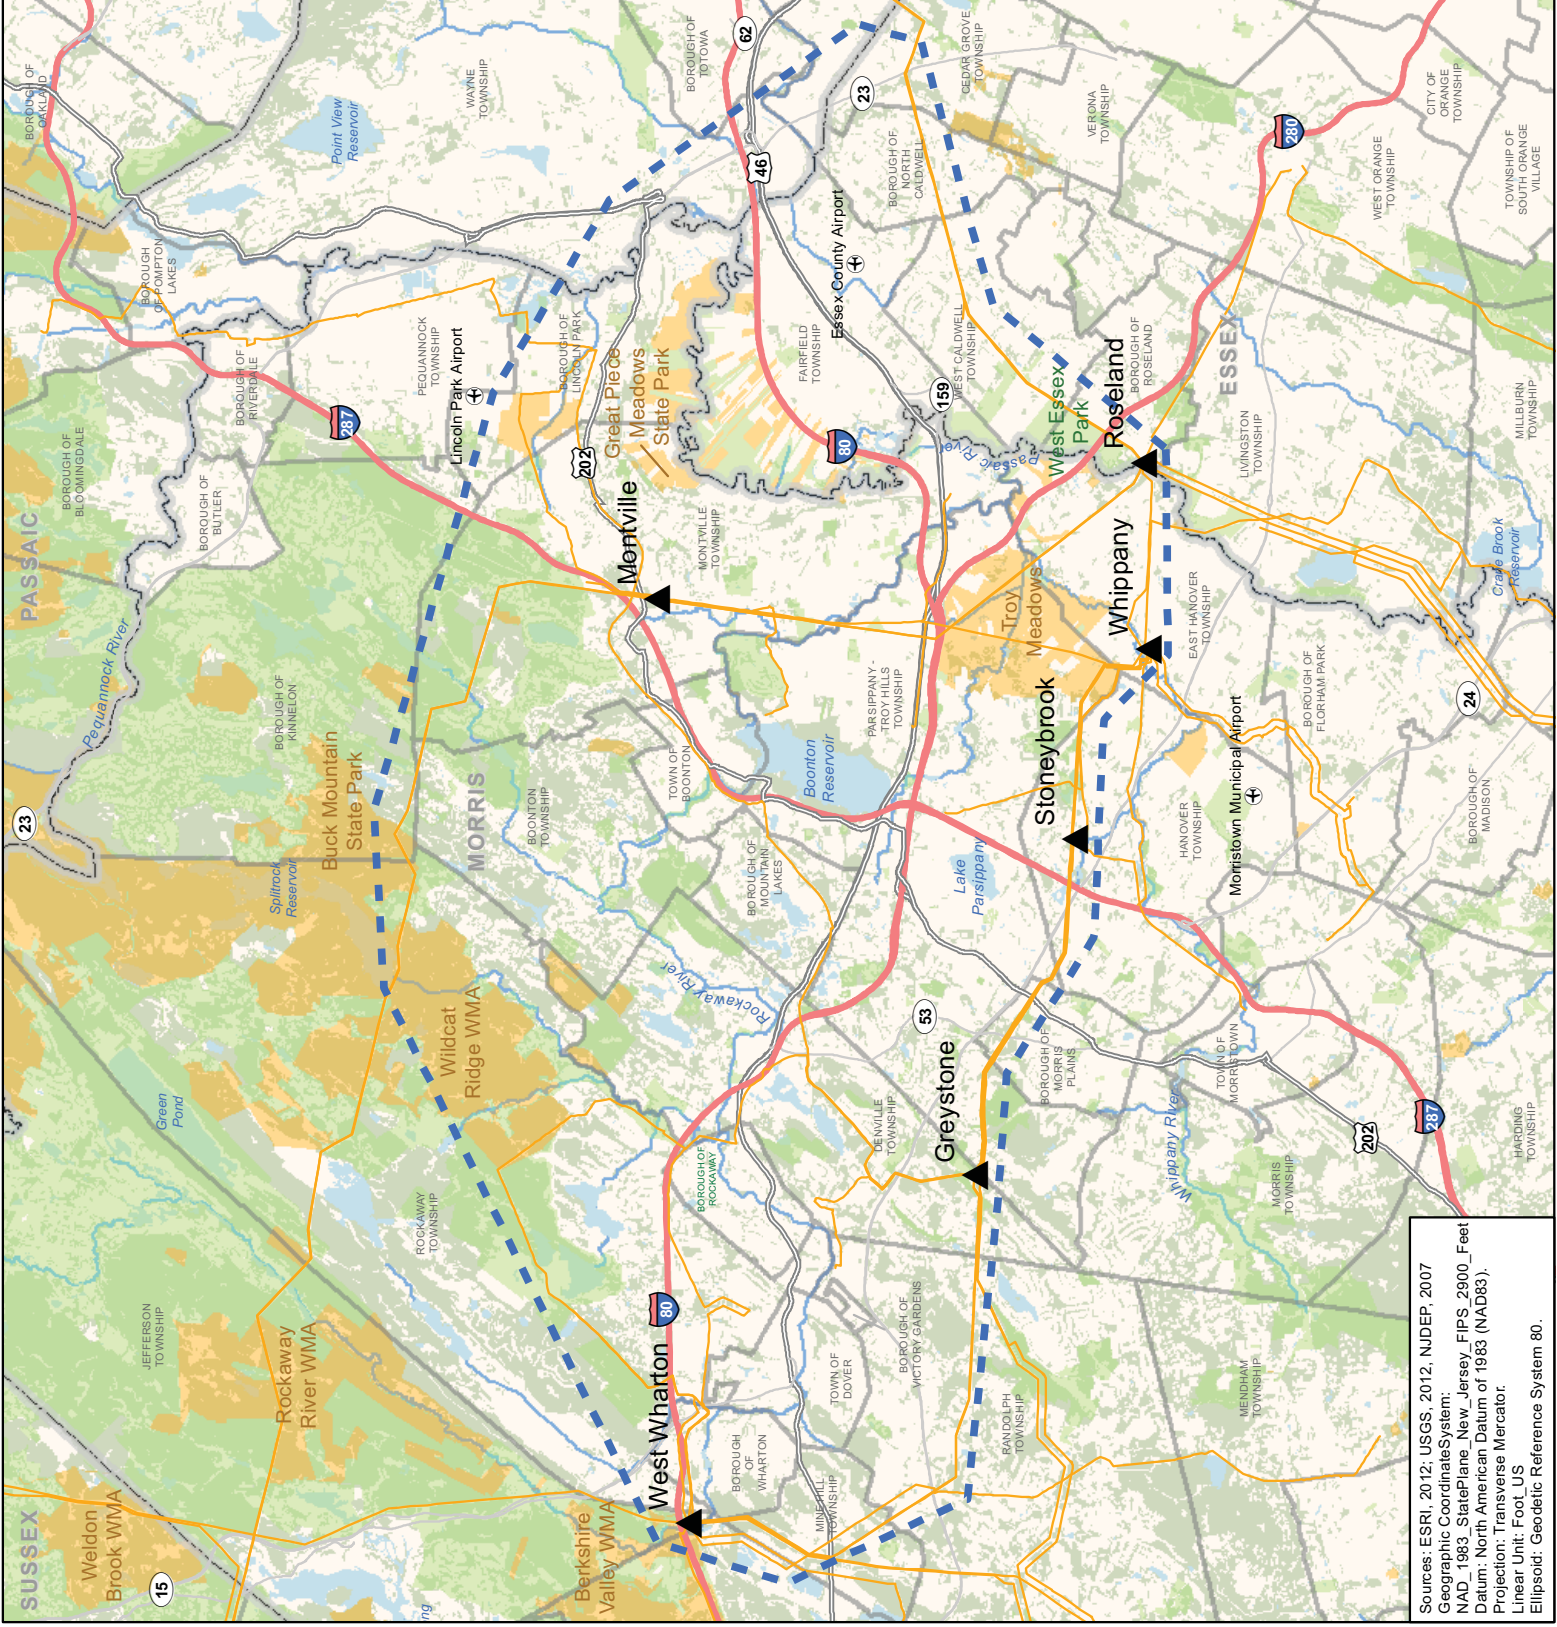 SUSSEX
Weldon
Brook WMA
15
Berkshire
Valley WMA
ng
JEFFERSON
TOWNSHIP
Rockaway
River WMA
West Wharton
80
BOROUGH
OF
WHARTON
MINE HILL
TOWNSHIP
TOWN OF
DOVER
BOROUGH OF
VICTORY GARDENS
RANDOLPH
TOWNSHIP
MENDHAM
TOWNSHIP
Green
Pond
ROCKAWAY
TOWNSHIP
BOROUGH OF
ROCKAWAY
DENVILLE
TOWNSHIP
Greystone
53
BOROUGH OF
MORRIS
PLAINS
Whippany River
TOWN OF
MORRISTOWN
MORRIS
TOWNSHIP
202
287
HARDING
TOWNSHIP
Wildcat
Ridge WMA
Rockaway River
23
Splitrock
Reservoir
Buck Mountain
State Park
MORRIS
BOONTON
TOWNSHIP
BOROUGH OF
MOUNTAIN
LAKES
TOWN OF
BOONTON
Boonton
Reservoir
Lake
Parsippany
PARSIPPANY -
TROY HILLS
TOWNSHIP
Stoneybrook
HANOVER
TOWNSHIP
Morristown Municipal Airport
BOROUGH OF
MADISON
24
BOROUGH OF
FLORHAM PARK
PASSAIC
Pequannock River
BOROUGH OF
KINNELON
BOROUGH OF
BLOOMINGDALE
BOROUGH OF
BUTLER
BOROUGH OF
RIVERDALE
287
PEQUANNOCK
TOWNSHIP
Lincoln Park Airport
BOROUGH OF
LINCOLN PARK
202
Great Piece
Meadows
State Park
Montville
MONTVILLE
TOWNSHIP
Troy
Meadows
Whippany
EAST HANOVER
TOWNSHIP
Crane Brook
Reservoir
80
Passaic River
159
West Essex
Park
Roseland
BOROUGH OF
ROSELAND
WEST CALDWELL
TOWNSHIP
ESSEX
LIVINGSTON
TOWNSHIP
MILLBURN
TOWNSHIP
FAIRFIELD
TOWNSHIP
Essex County Airport
BOROUGH OF
OAKLAND
BOROUGH
OF POMPTON
LAKES
Point View
Reservoir
WAYNE
TOWNSHIP
BOROUGH OF
TOTOWA
62
46
23
BOROUGH OF
NORTH
CALDWELL
CEDAR GROVE
TOWNSHIP
VERONA
TOWNSHIP
280
WEST ORANGE
TOWNSHIP
CITY OF
ORANGE
TOWNSHIP
TOWNSHIP OF
SOUTH ORANGE
VILLAGE
Sources: ESRI, 2012; USGS, 2012, NJDEP, 2007
Geographic CoordinateSystem:
NAD_1983_StatePlane_New_Jersey_FIPS_2900_Feet
Datum: North American Datum of 1983 (NAD83).
Projection: Transverse Mercator.
Linear Unit: Foot_US
Ellipsoid: Geodetic Reference System 80.